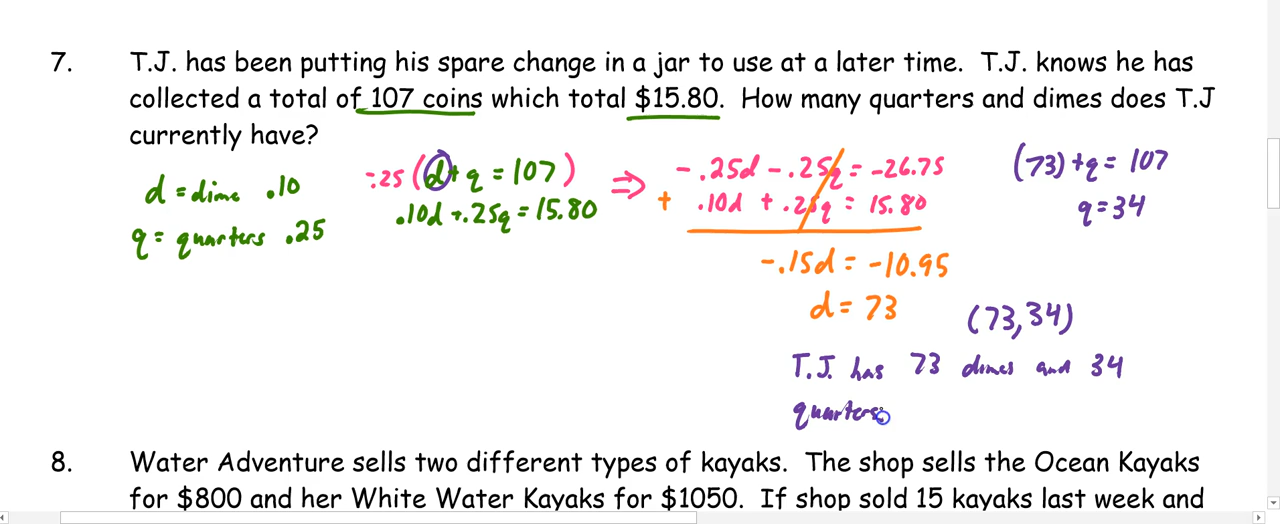 7. T.J. has been putting his spare change in a jar to use at a later time. T.J. knows he has
collected a total of 107 coins which total $15.80. How many quarters and dimes does T.J
currently have?
d = dime .10
q = quarters .25
-.25 (d + q = 107)
.10d + .25q = 15.80
⇒
-.25d - .25q = -26.75
+ .10d + .25q = 15.80
-.15d = -10.95
d = 73
(73) + q = 107
q = 34
(73, 34)
T.J. has 73 dimes and 34
quarters
8. Water Adventure sells two different types of kayaks. The shop sells the Ocean Kayaks
for $800 and her White Water Kayaks for $1050. If shop sold 15 kayaks last week and